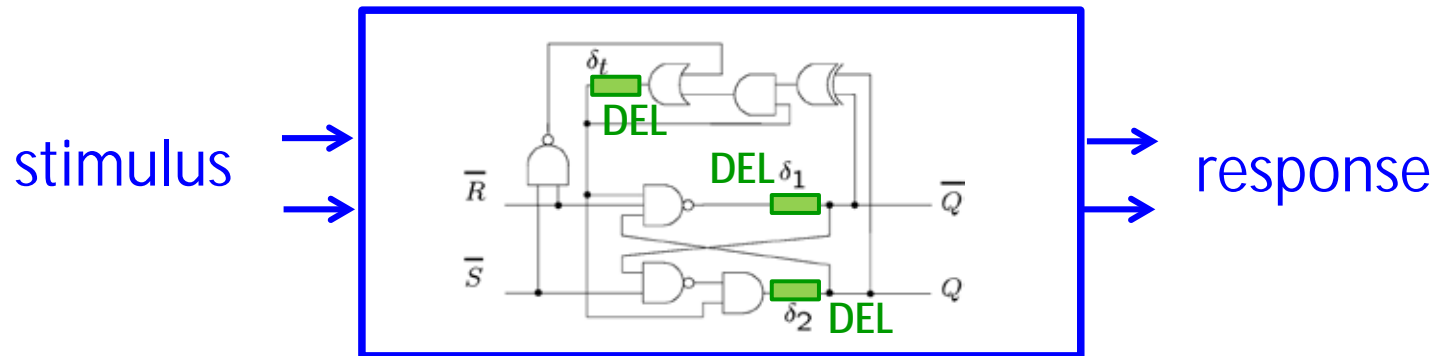 stimulus
δt
DEL
DEL δ1
R̅
Q̅
S̅
Q
δ2 DEL
response